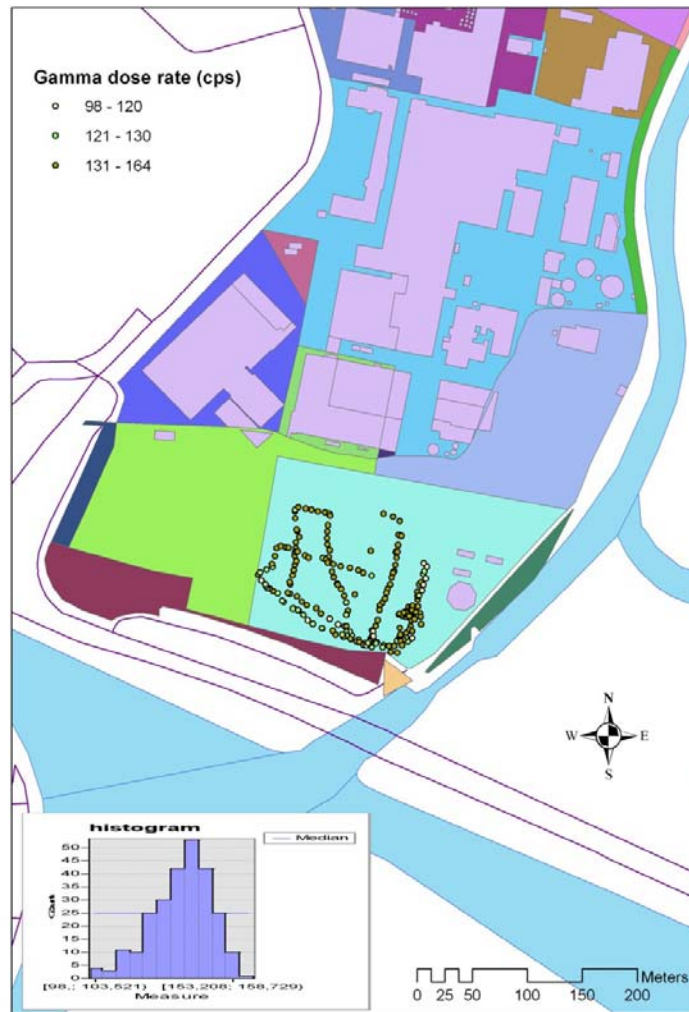 Gamma dose rate (cps)
98 - 120
121 - 130
131 - 164
N
W E
S
histogram
Median
50
45
40
35
30
25
20
15
10
5
0
Count
[98,; 103,521) [153,208; 158,729)
Measure
Meters
0 25 50 100 150 200